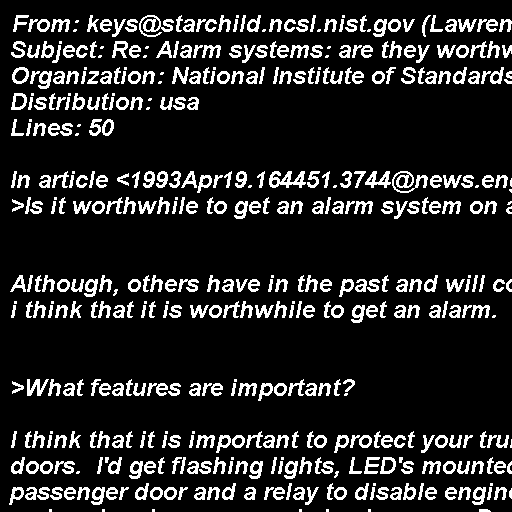 From: keys@starchild.ncsl.nist.gov (Lawren
Subject: Re: Alarm systems: are they worthw
Organization: National Institute of Standards
Distribution: usa
Lines: 50
In article <1993Apr19.164451.3744@news.eng
>Is it worthwhile to get an alarm system on a
Although, others have in the past and will co
i think that it is worthwhile to get an alarm.
>What features are important?
I think that it is important to protect your tru
doors.  I'd get flashing lights, LED's mounted
passenger door and a relay to disable engine